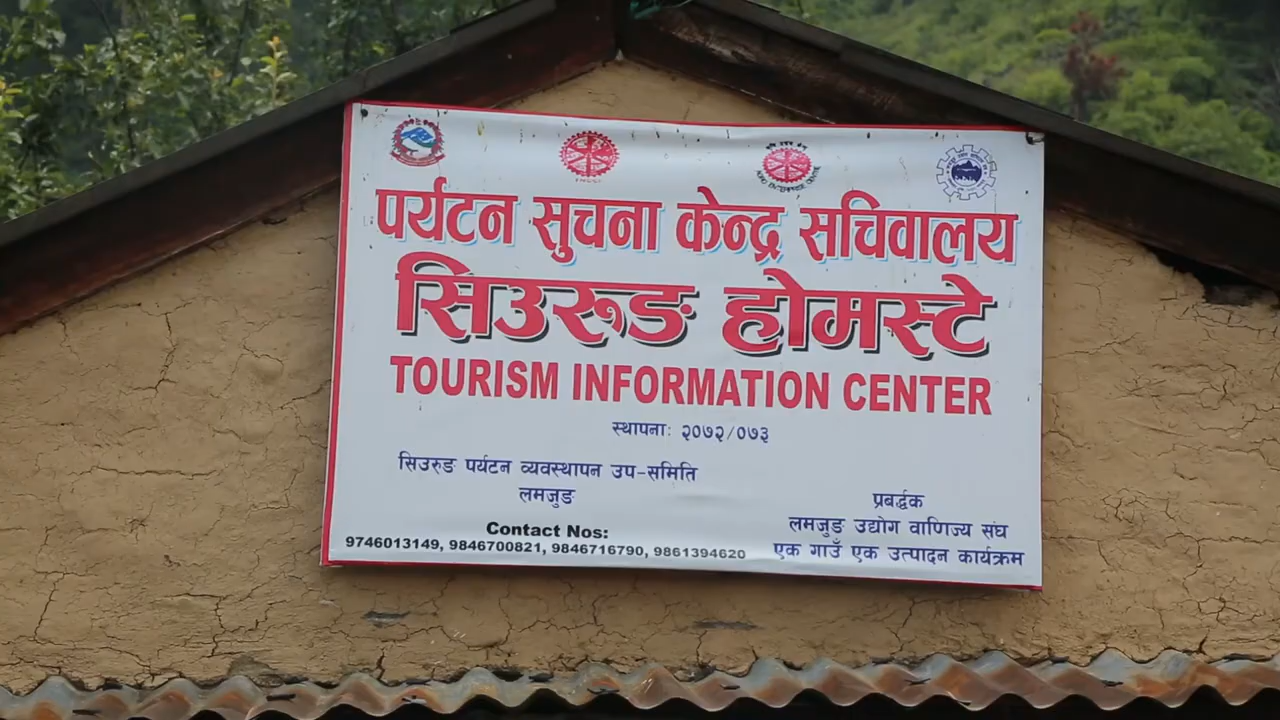 पर्यटन सुचना केन्द्र सचिवालय
सिउरुङ होमस्टे
TOURISM INFORMATION CENTER
स्थापना: २०७२/०७३
सिउरुङ पर्यटन व्यवस्थापन उप-समिति
लमजुङ
Contact Nos:
9746013149, 9846700821, 9846716790, 9861394620
प्रबर्द्धक
लमजुङ उद्योग वाणिज्य संघ
एक गाउँ एक उत्पादन कार्यक्रम